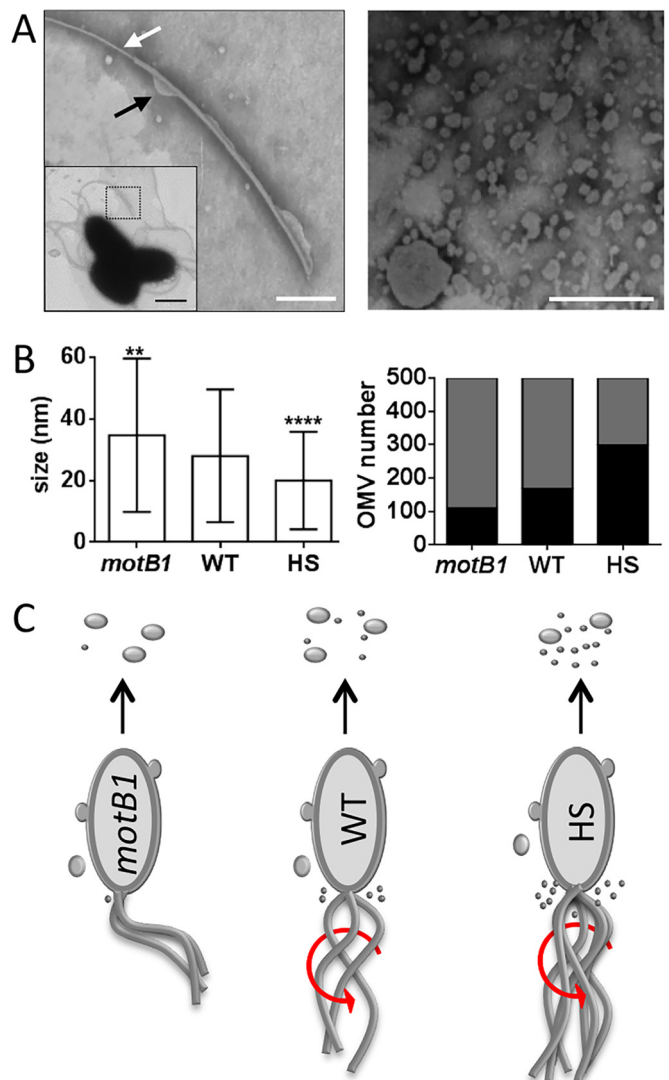 A
B
60
40
20
0
size (nm)
**
****
motB1 WT HS
500
400
300
200
100
0
OMV number
motB1 WT HS
C
motB1
WT
HS